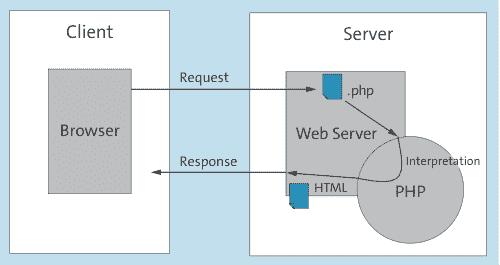 Client
Server
Request
.php
Browser
Web Server
Response
Interpretation
HTML
PHP